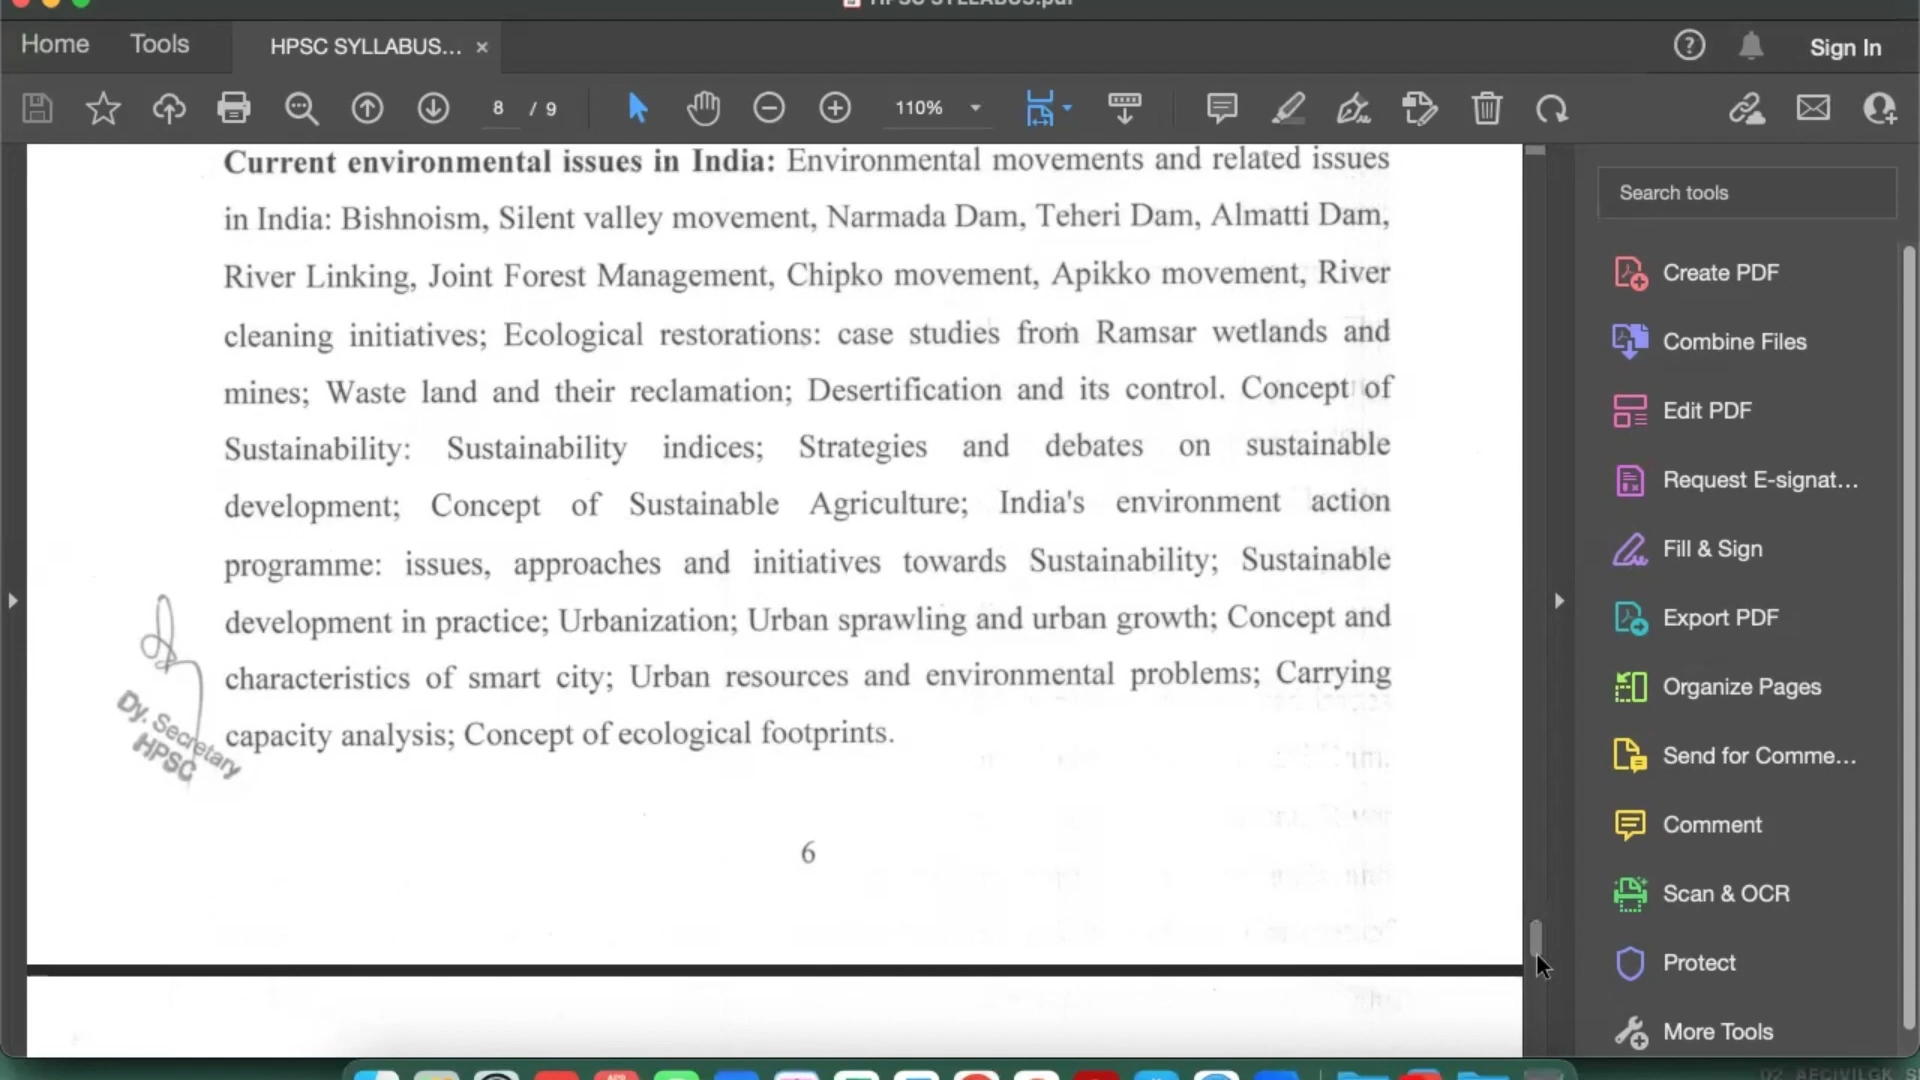 HPSC SYLLABUS.pdf
Home
Tools
HPSC SYLLABUS... ×
?
Sign In
8 / 9
110%
Current environmental issues in India: Environmental movements and related issues
in India: Bishnoism, Silent valley movement, Narmada Dam, Teheri Dam, Almatti Dam,
River Linking, Joint Forest Management, Chipko movement, Apikko movement, River
cleaning initiatives; Ecological restorations: case studies from Ramsar wetlands and
mines; Waste land and their reclamation; Desertification and its control. Concept of
Sustainability: Sustainability indices; Strategies and debates on sustainable
development; Concept of Sustainable Agriculture; India's environment action
programme: issues, approaches and initiatives towards Sustainability; Sustainable
development in practice; Urbanization; Urban sprawling and urban growth; Concept and
characteristics of smart city; Urban resources and environmental problems; Carrying
capacity analysis; Concept of ecological footprints.
Dy. Secretary
HPSC
6
Search tools
Create PDF
Combine Files
Edit PDF
Request E-signat...
Fill & Sign
Export PDF
Organize Pages
Send for Comme...
Comment
Scan & OCR
Protect
More Tools